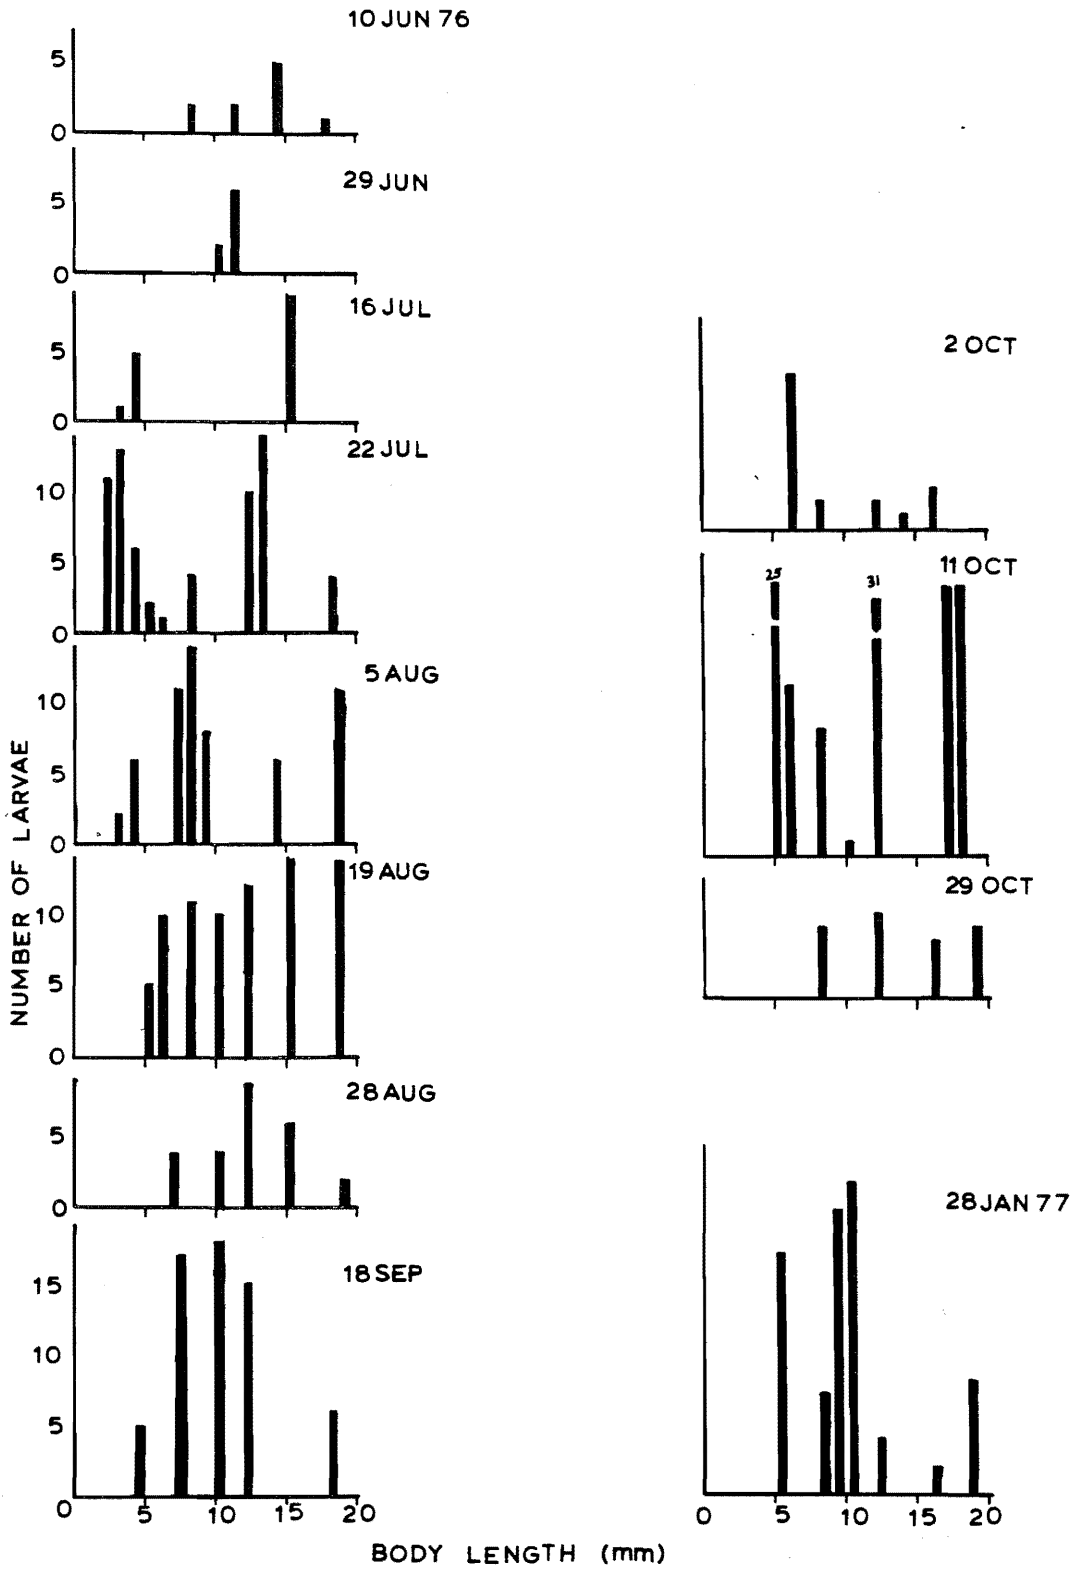 10 JUN 76
5
0
29 JUN
5
0
16 JUL
5
0
22 JUL
10
5
0
5 AUG
10
5
0
19 AUG
10
5
0
28 AUG
5
0
18 SEP
15
10
5
0 5 10 15 20
NUMBER OF LARVAE
2 OCT
11 OCT
25 31
29 OCT
28 JAN 77
0 5 10 15 20
BODY LENGTH (mm)